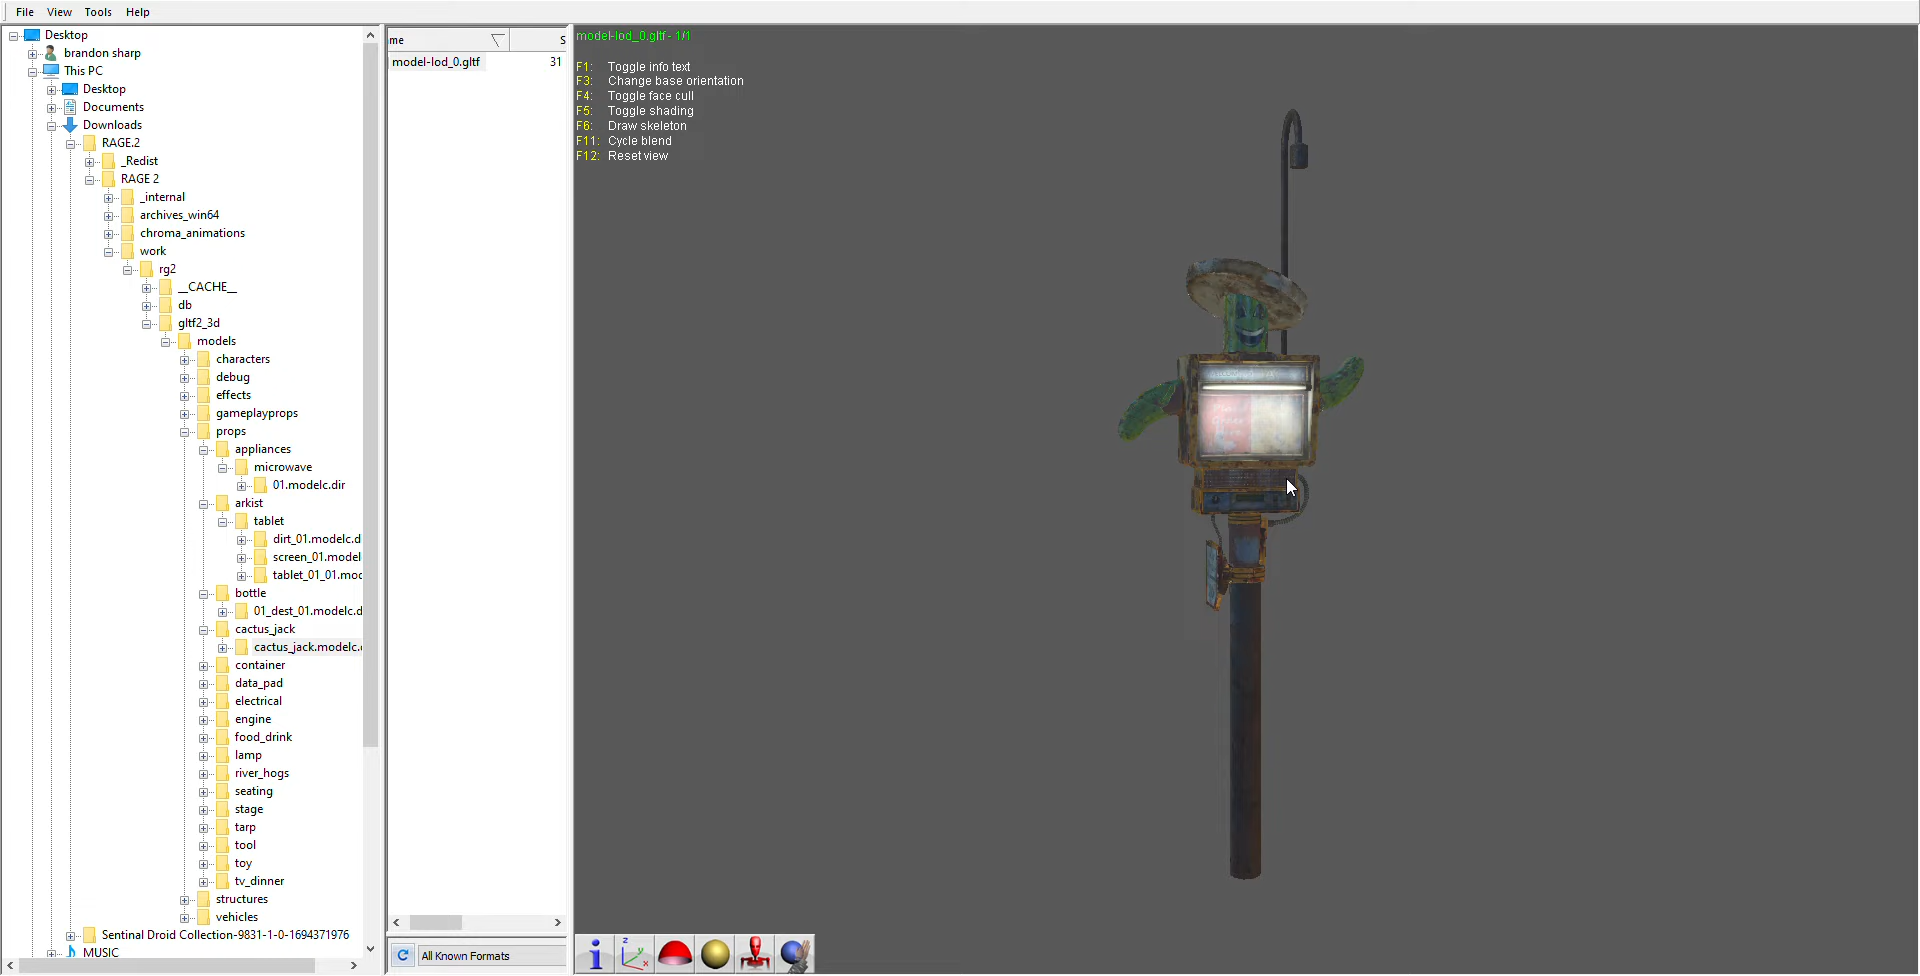 File View Tools Help
Desktop
brandon sharp
This PC
Desktop
Documents
Downloads
RAGE.2
_Redist
RAGE 2
_internal
archives_win64
chroma_animations
work
rg2
__CACHE__
db
gltf2_3d
models
characters
debug
effects
gameplayprops
props
appliances
microwave
01.modelc.dir
arkist
tablet
dirt_01.modelc.d
screen_01.model
tablet_01_01.moc
bottle
01_dest_01.modelc.d
cactus_jack
cactus_jack.modelc.
container
data_pad
electrical
engine
food_drink
lamp
river_hogs
seating
stage
tarp
tool
toy
tv_dinner
structures
vehicles
Sentinal Droid Collection-9831-1-0-1694371976
MUSIC
me S
model-lod_0.gltf 31
All Known Formats
model-lod_0.gltf - 1/1
F1: Toggle info text
F3: Change base orientation
F4: Toggle face cull
F5: Toggle shading
F6: Draw skeleton
F11: Cycle blend
F12: Reset view
z
y
x